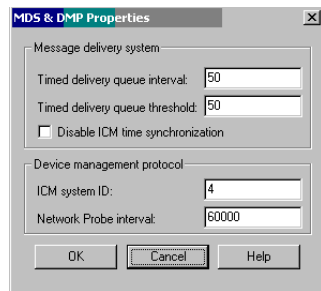 MDS & DMP Properties
Message delivery system
Timed delivery queue interval: 50
Timed delivery queue threshold: 50
Disable ICM time synchronization
Device management protocol
ICM system ID: 4
Network Probe interval: 60000
OK Cancel Help